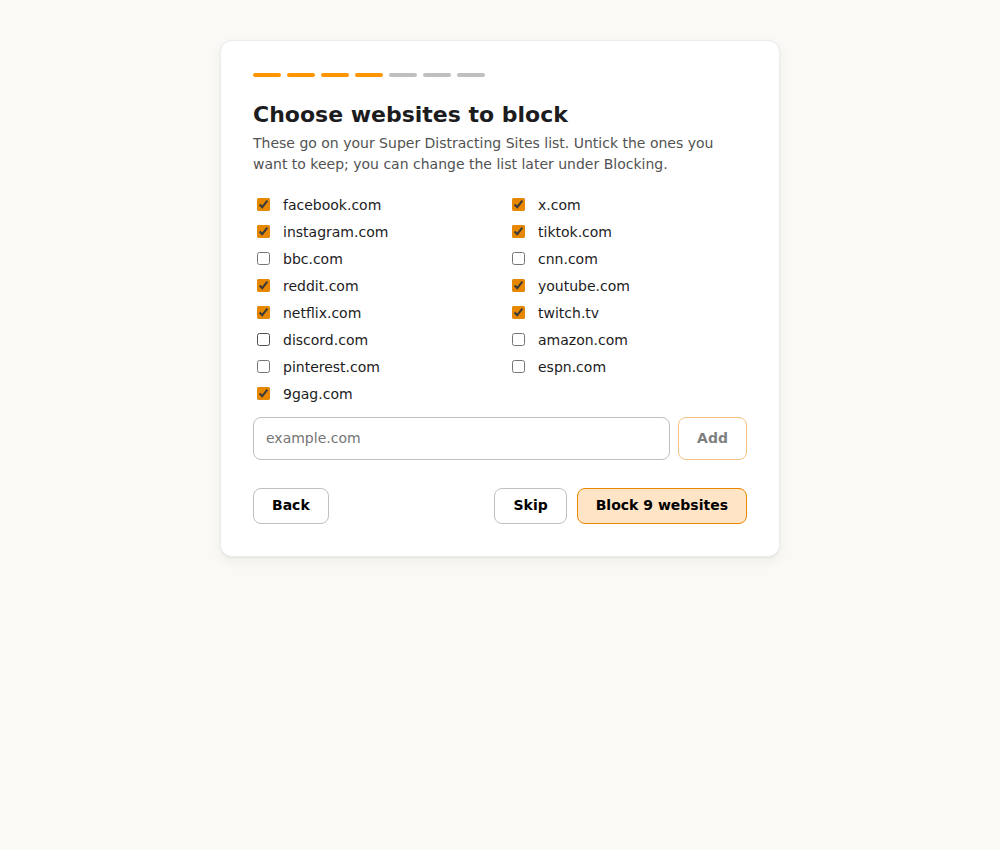 Choose websites to block
These go on your Super Distracting Sites list. Untick the ones you
want to keep; you can change the list later under Blocking.
facebook.com
x.com
instagram.com
tiktok.com
bbc.com
cnn.com
reddit.com
youtube.com
netflix.com
twitch.tv
discord.com
amazon.com
pinterest.com
espn.com
9gag.com
example.com
Add
Back
Skip
Block 9 websites